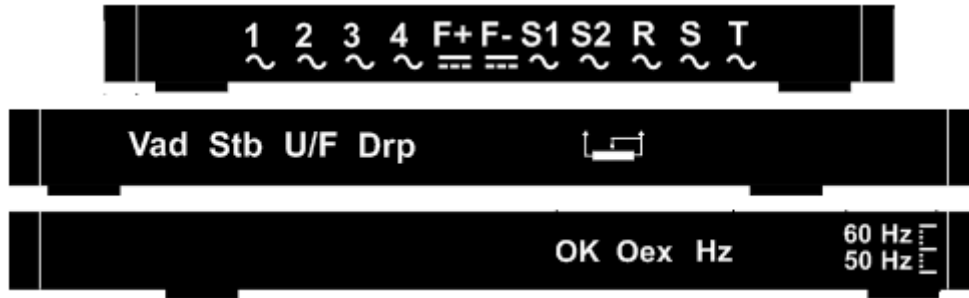 1 2 3 4 F+ F- S1 S2 R S T
Vad Stb U/F Drp
OK Oex Hz
60 Hz
50 Hz